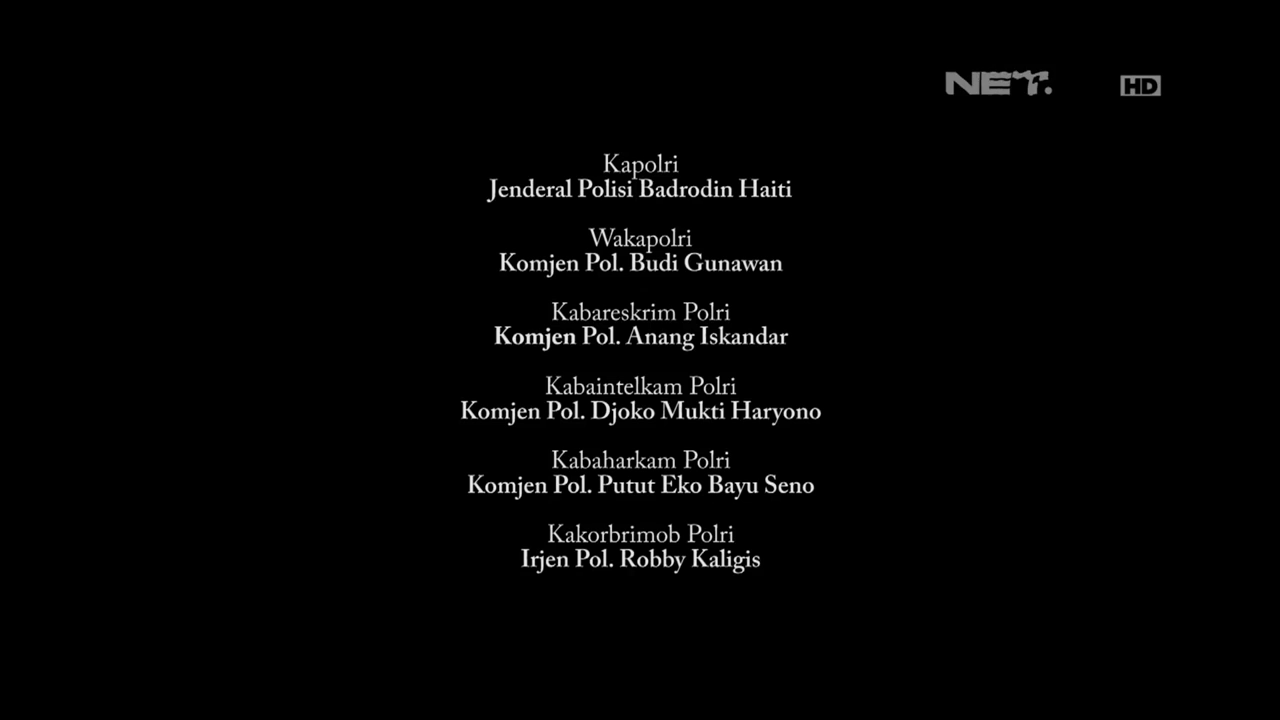 NET.
HD
Kapolri
Jenderal Polisi Badrodin Haiti
Wakapolri
Komjen Pol. Budi Gunawan
Kabareskrim Polri
Komjen Pol. Anang Iskandar
Kabaintelkam Polri
Komjen Pol. Djoko Mukti Haryono
Kabaharkam Polri
Komjen Pol. Putut Eko Bayu Seno
Kakorbrimob Polri
Irjen Pol. Robby Kaligis